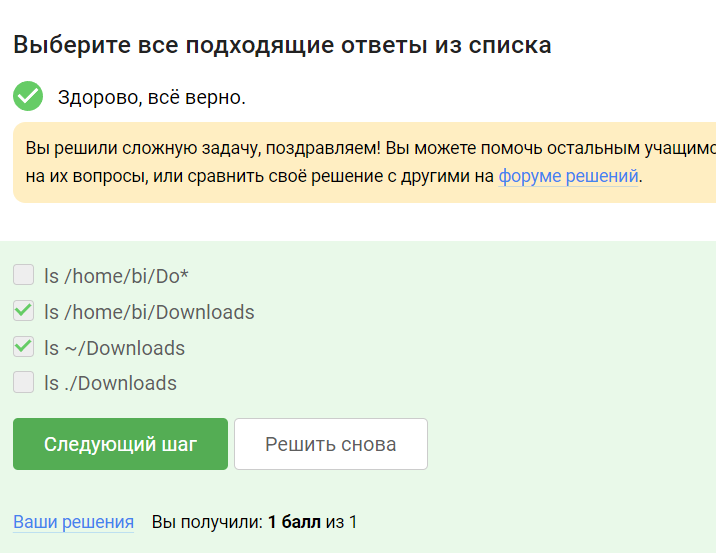 Выберите все подходящие ответы из списка
Здорово, всё верно.
Вы решили сложную задачу, поздравляем! Вы можете помочь остальным
на их вопросы, или сравнить своё решение с другими на форуме решений.
ls /home/bi/Do*
ls /home/bi/Downloads
ls ~/Downloads
ls ./Downloads
Следующий шаг
Решить снова
Ваши решения
Вы получили: 1 балл из 1